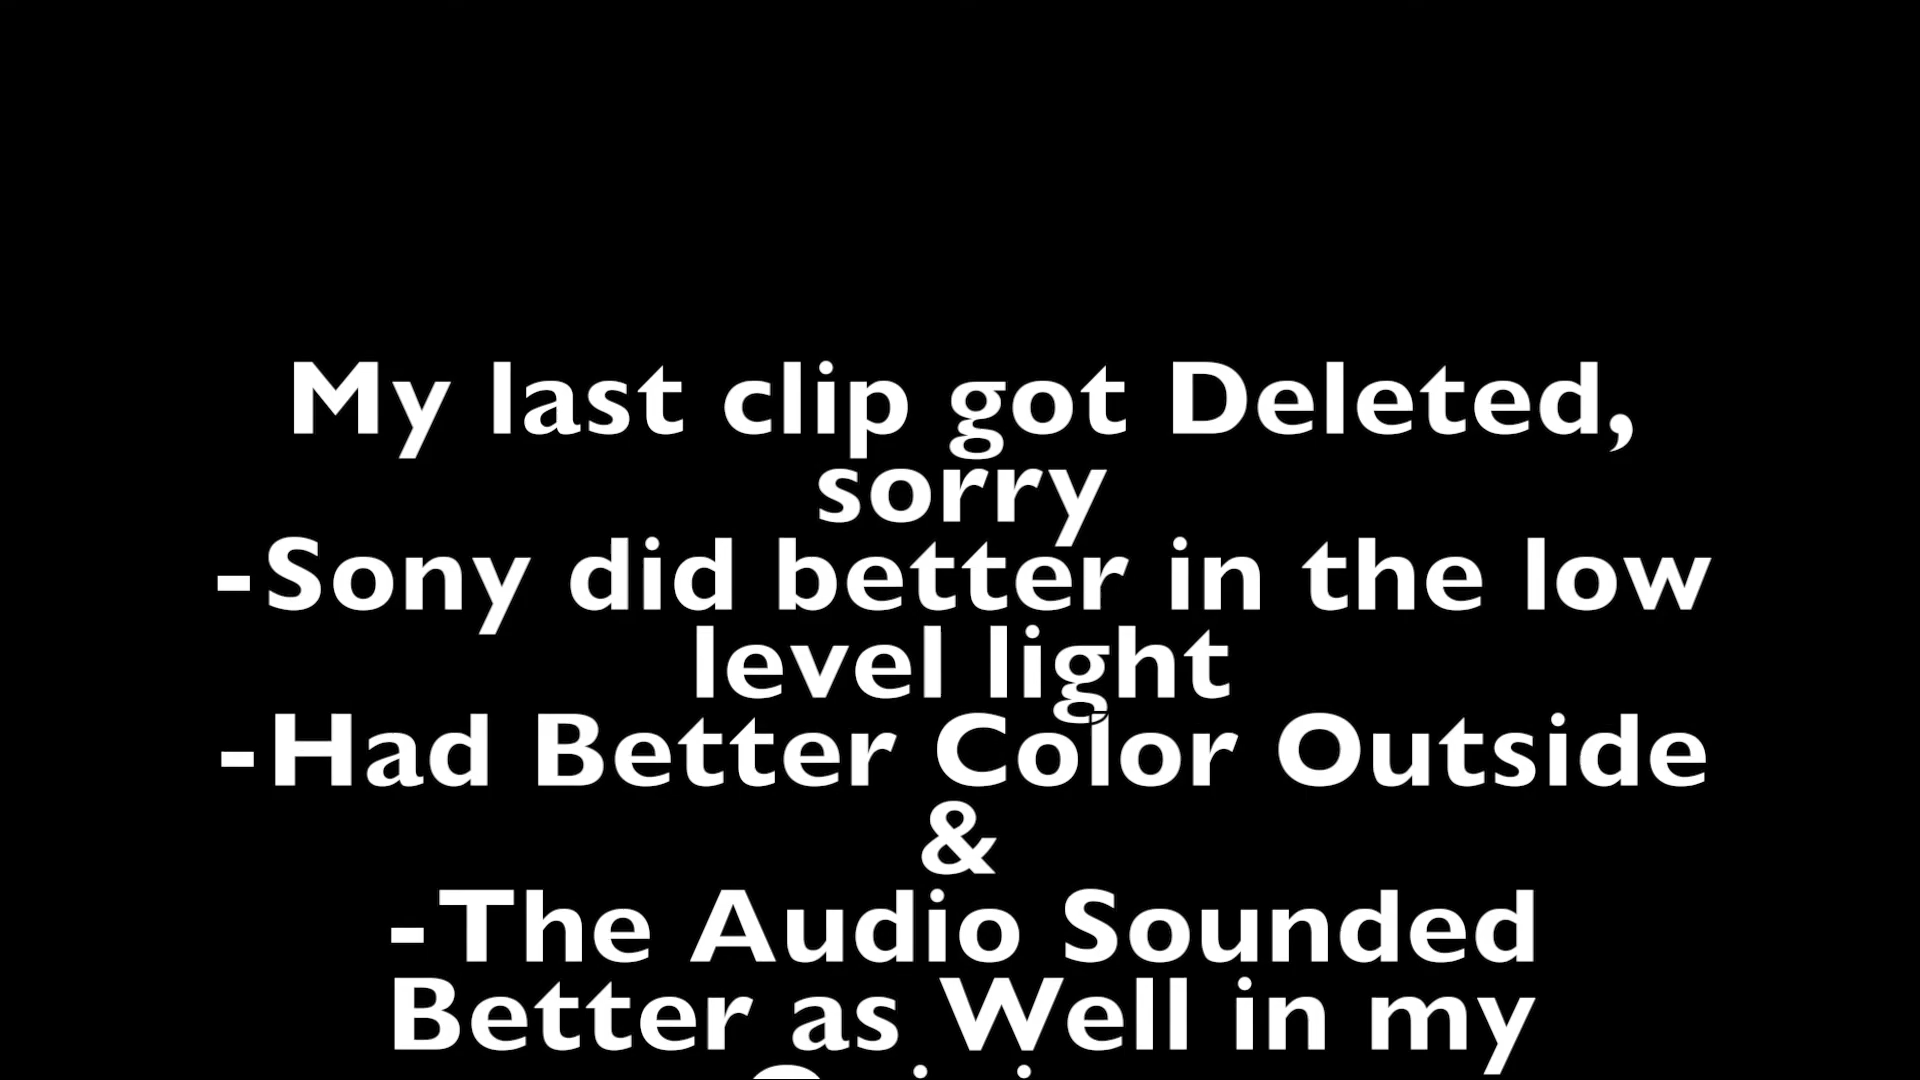 My last clip got Deleted,
sorry
-Sony did better in the low
level light
-Had Better Color Outside
&
-The Audio Sounded
Better as Well in my